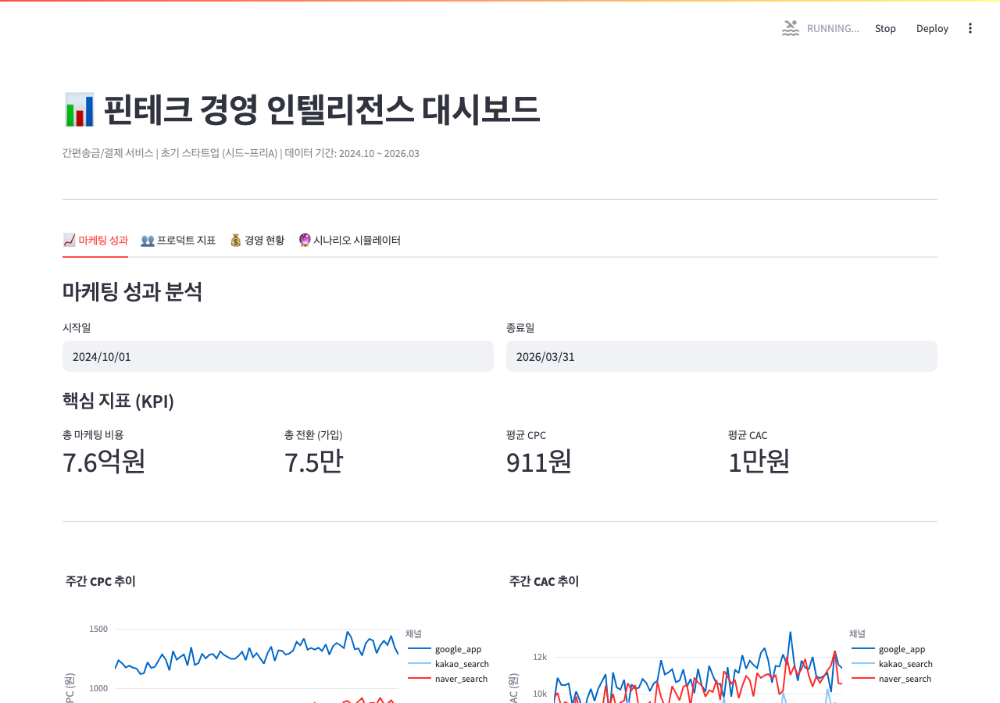 RUNNING... Stop Deploy
핀테크 경영 인텔리전스 대시보드
간편송금/결제 서비스 | 초기 스타트업 (시드~프리A) | 데이터 기간: 2024.10 ~ 2026.03
마케팅 성과 프로덕트 지표 경영 현황 시나리오 시뮬레이터
마케팅 성과 분석
시작일 종료일
2024/10/01 2026/03/31
핵심 지표 (KPI)
총 마케팅 비용 총 전환 (가입) 평균 CPC 평균 CAC
7.6억원 7.5만 911원 1만원
주간 CPC 추이
1500
1000
PC (원)
채널
google_app
kakao_search
naver_search
주간 CAC 추이
12k
10k
AC (원)
채널
google_app
kakao_search
naver_search